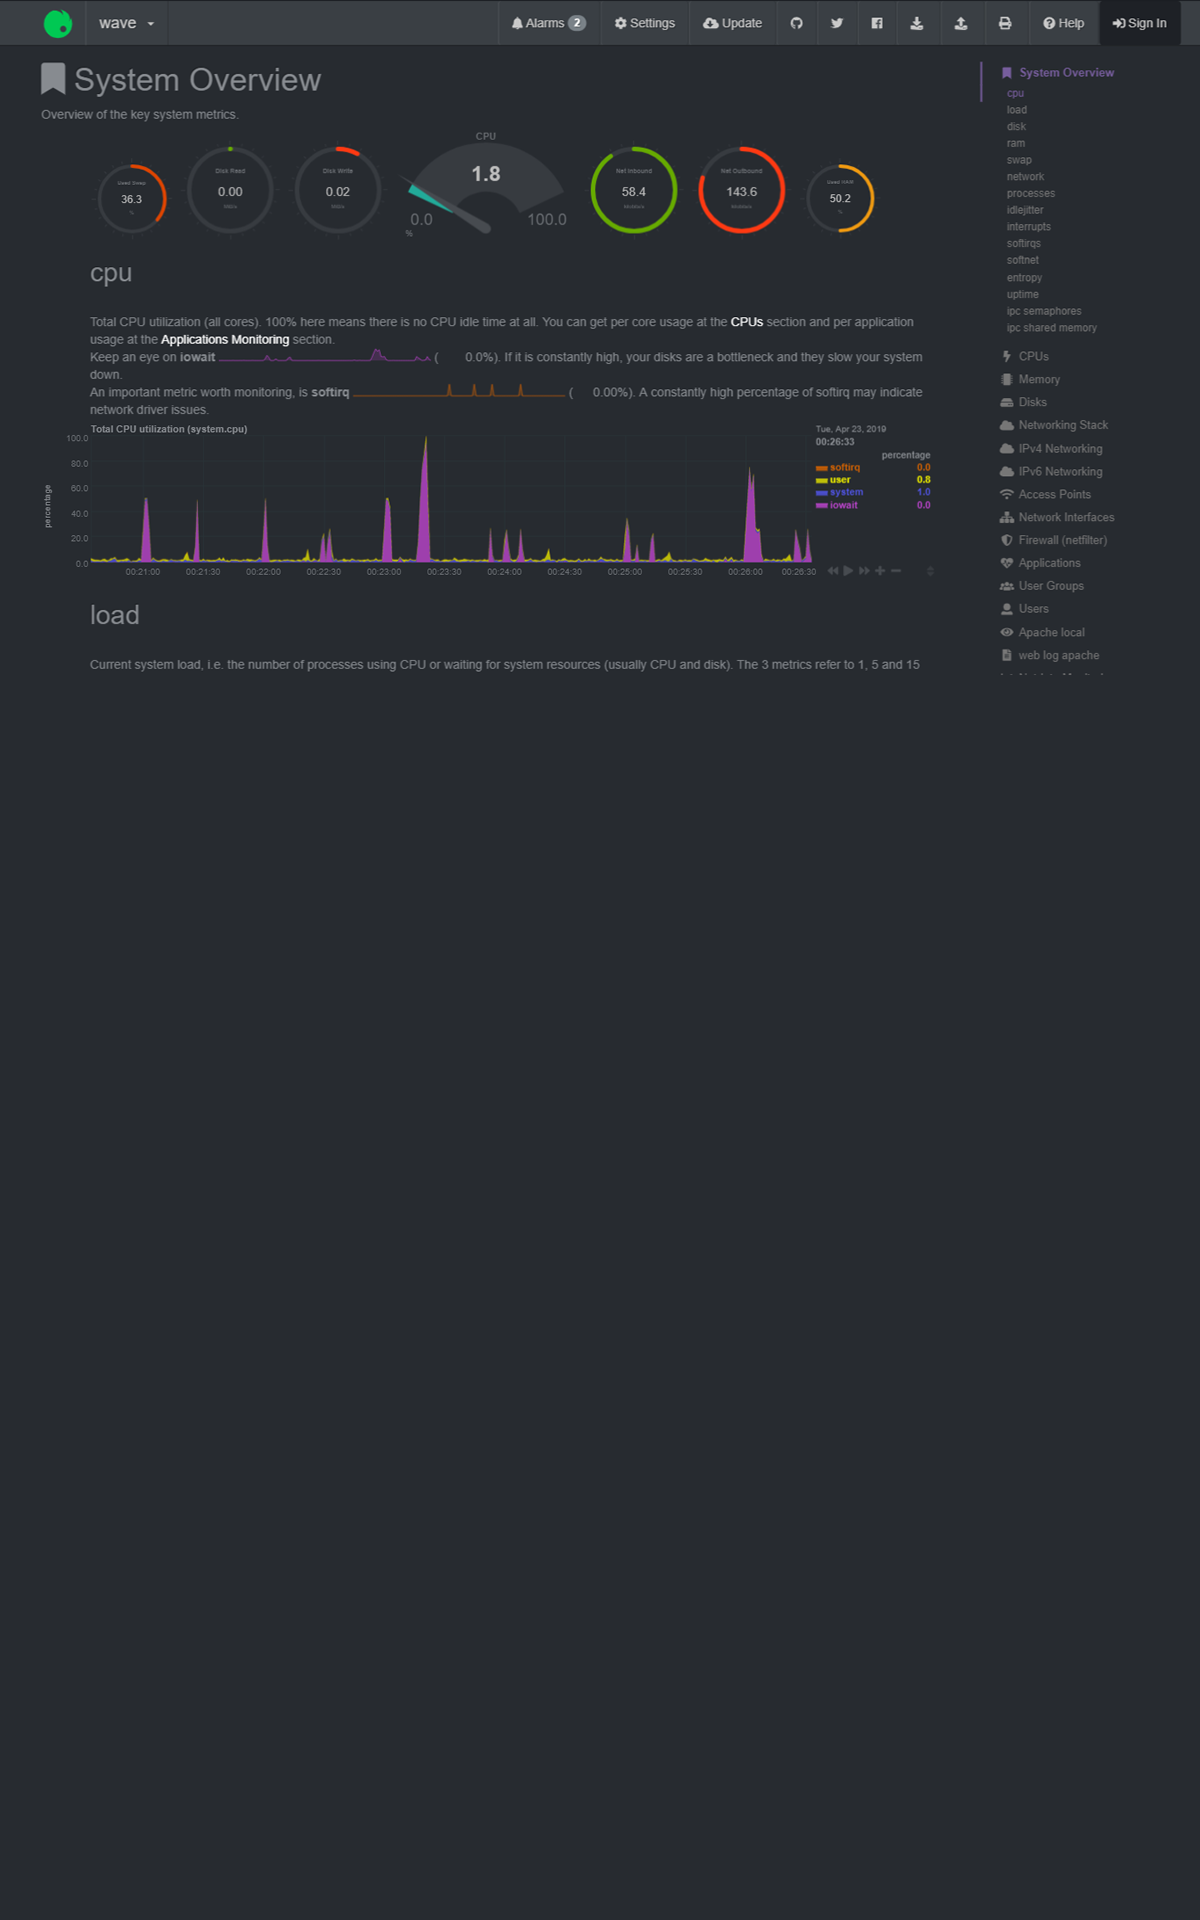 wave
Alarms 2
Settings
Update
Help
Sign In
System Overview
Overview of the key system metrics.
Used Swap
36.3
%
Disk Read
0.00
Disk Write
0.02
CPU
1.8
0.0
100.0
%
Net Inbound
58.4
Net Outbound
143.6
Used RAM
50.2
%
cpu
Total CPU utilization (all cores). 100% here means there is no CPU idle time at all. You can get per core usage at the CPUs section and per application
usage at the Applications Monitoring section.
Keep an eye on iowait ( 0.0%). If it is constantly high, your disks are a bottleneck and they slow your system
down.
An important metric worth monitoring, is softirq ( 0.00%). A constantly high percentage of softirq may indicate
network driver issues.
Total CPU utilization (system.cpu)
percentage
100.0
80.0
60.0
40.0
20.0
0.0
00:21:00 00:21:30 00:22:00 00:22:30 00:23:00 00:23:30 00:24:00 00:24:30 00:25:00 00:25:30 00:26:00 00:26:30
Tue, Apr 23, 2019
00:26:33
percentage
softirq 0.0
user 0.8
system 1.0
iowait 0.0
load
Current system load, i.e. the number of processes using CPU or waiting for system resources (usually CPU and disk). The 3 metrics refer to 1, 5 and 15
System Overview
cpu
load
disk
ram
swap
network
processes
idlejitter
interrupts
softirqs
softnet
entropy
uptime
ipc semaphores
ipc shared memory
CPUs
Memory
Disks
Networking Stack
IPv4 Networking
IPv6 Networking
Access Points
Network Interfaces
Firewall (netfilter)
Applications
User Groups
Users
Apache local
web log apache